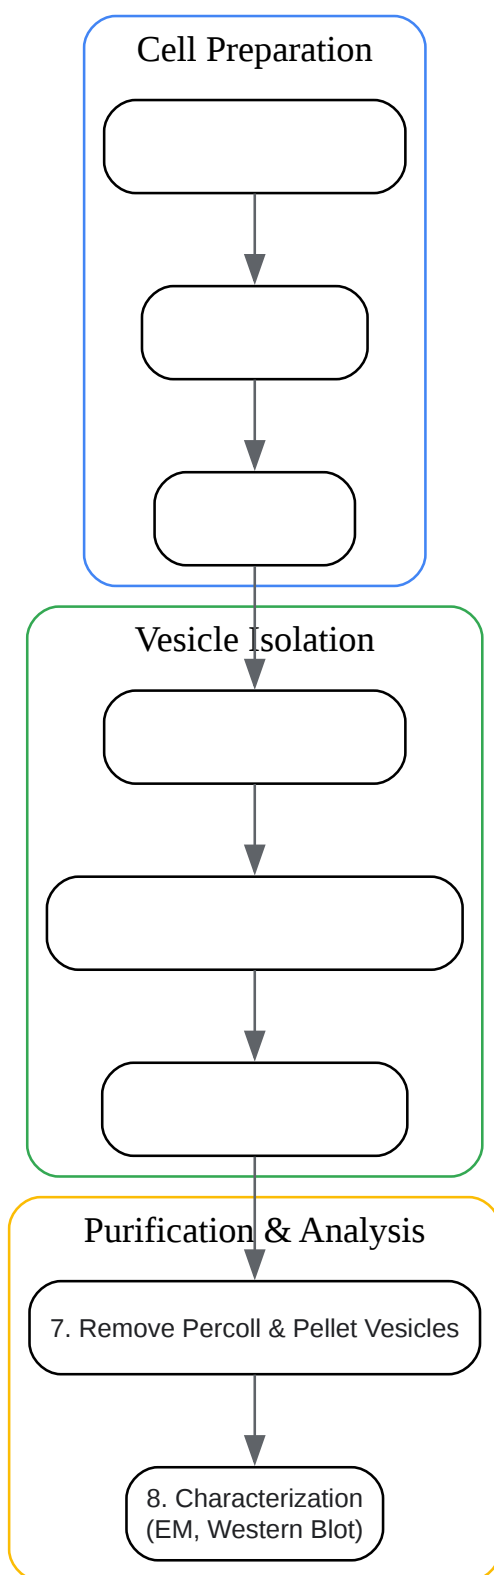 Cell Preparation
Vesicle Isolation
Purification & Analysis
7. Remove Percoll & Pellet Vesicles
8. Characterization
(EM, Western Blot)